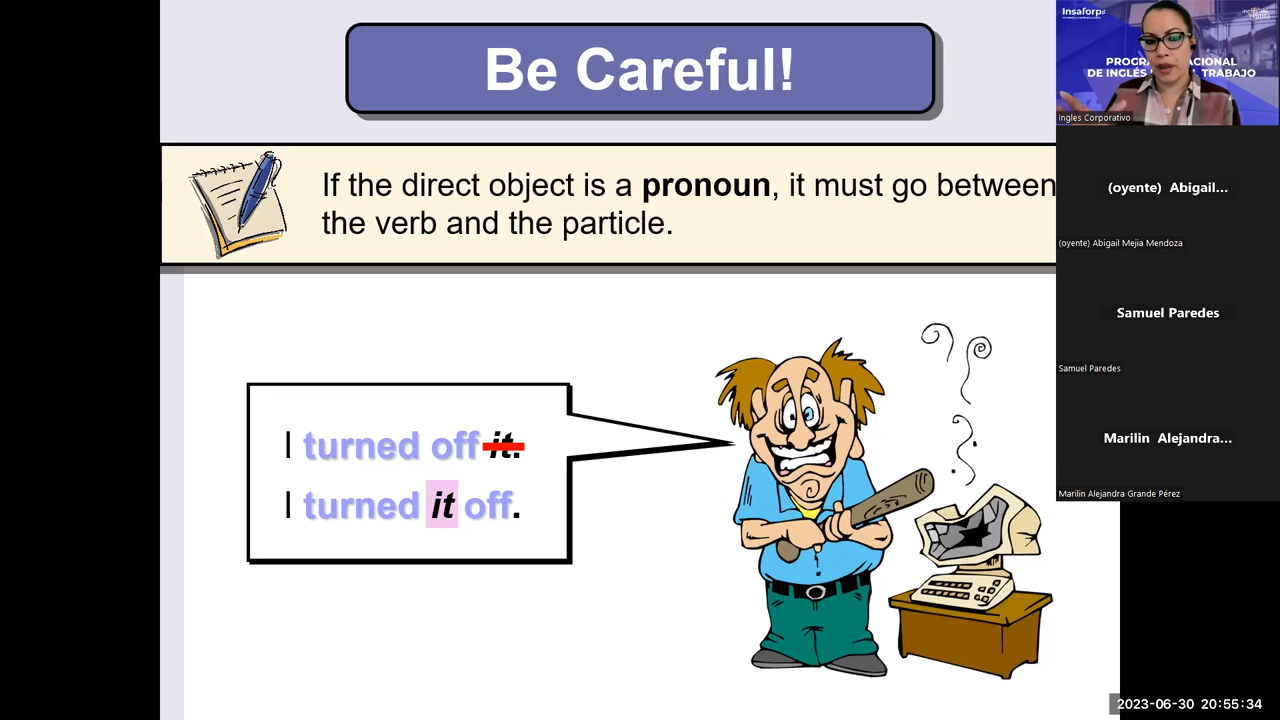 Be Careful!
If the direct object is a pronoun, it must go between
the verb and the particle.
I turned off it.
I turned it off.
Insaforp
PROGR ACIONAL
DE INGLÉS L TRABAJO
Ingles Corporativo
(oyente) Abigail...
(oyente) Abigail Mejia Mendoza
Samuel Paredes
Samuel Paredes
Marilin Alejandra...
Marilin Alejandra Grande Pérez
2023-06-30 20:55:34